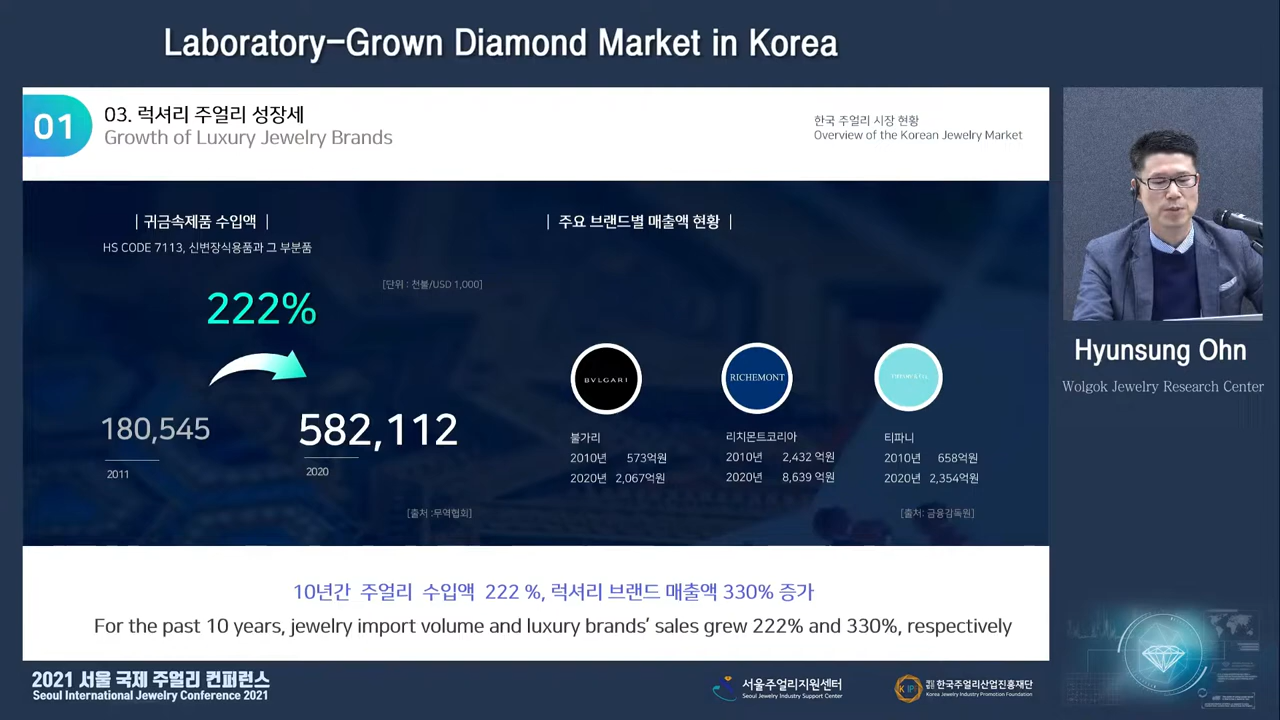 Laboratory-Grown Diamond Market in Korea
01
03. 럭셔리 주얼리 성장세
Growth of Luxury Jewelry Brands
한국 주얼리 시장 현황
Overview of the Korean Jewelry Market
| 귀금속제품 수입액 |
HS CODE 7113, 신변장식용품과 그 부분품
[단위 : 천불/USD 1,000]
222%
180,545
2011
582,112
2020
[출처 :무역협회]
| 주요 브랜드별 매출액 현황 |
BVLGARI
불가리
2010년 573억원
2020년 2,067억원
RICHEMONT
리치몬트코리아
2010년 2,432 억원
2020년 8,639 억원
TIFFANY & CO.
티파니
2010년 658억원
2020년 2,354억원
[출처: 금융감독원]
10년간 주얼리 수입액 222 %, 럭셔리 브랜드 매출액 330% 증가
For the past 10 years, jewelry import volume and luxury brands' sales grew 222% and 330%, respectively
Hyunsung Ohn
Wolgok Jewelry Research Center
2021 서울 국제 주얼리 컨퍼런스
Seoul International Jewelry Conference 2021
서울주얼리지원센터
Seoul Jewelry Industry Support Center
한국주얼리산업진흥재단
Korea Jewelry Industry Promotion Foundation